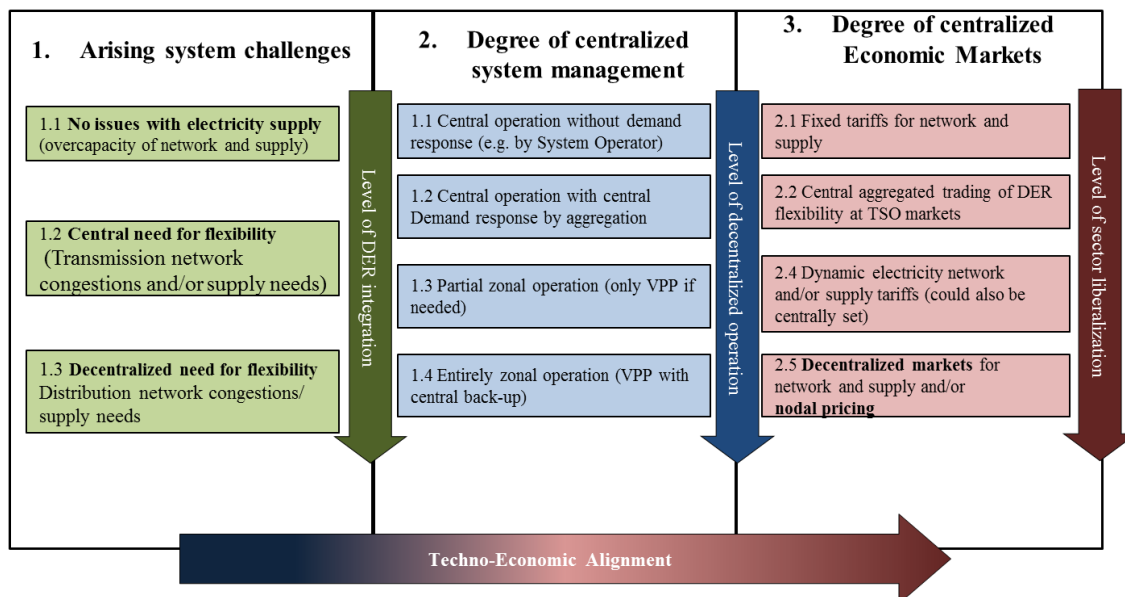 1. Arising system challenges
1.1 No issues with electricity supply
(overcapacity of network and supply)
1.2 Central need for flexibility
(Transmission network
congestions and/or supply needs)
1.3 Decentralized need for flexibility
Distribution network congestions/
supply needs
Level of DER integration
2. Degree of centralized
system management
1.1 Central operation without demand
response (e.g. by System Operator)
1.2 Central operation with central
Demand response by aggregation
1.3 Partial zonal operation (only VPP if
needed)
1.4 Entirely zonal operation (VPP with
central back-up)
Level of decentralized operation
3. Degree of centralized
Economic Markets
2.1 Fixed tariffs for network and
supply
2.2 Central aggregated trading of DER
flexibility at TSO markets
2.4 Dynamic electricity network
and/or supply tariffs (could also be
centrally set)
2.5 Decentralized markets for
network and supply and/or
nodal pricing
Level of sector liberalization
Techno-Economic Alignment